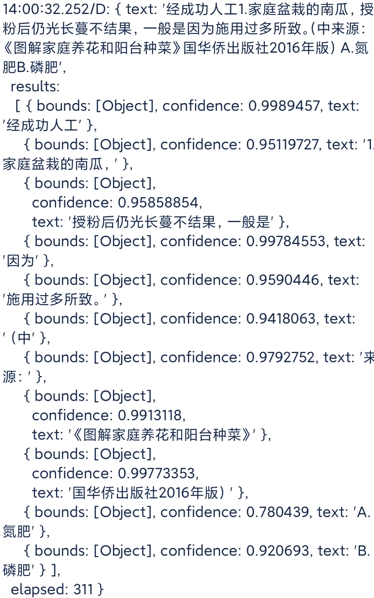 14:00:32.252/D: { text: '经成功人工1.家庭盆栽的南瓜，授
粉后仍光长蔓不结果，一般是因为施用过多所致。(中来源：
《图解家庭养花和阳台种菜》国华侨出版社2016年版) A.氮
肥B.磷肥',
results:
[ { bounds: [Object], confidence: 0.9989457, text:
'经成功人工' },
{ bounds: [Object], confidence: 0.95119727, text: '1.
家庭盆栽的南瓜，' },
{ bounds: [Object],
confidence: 0.95858854,
text: '授粉后仍光长蔓不结果，一般是' },
{ bounds: [Object], confidence: 0.99784553, text:
'因为' },
{ bounds: [Object], confidence: 0.9590446, text:
'施用过多所致。' },
{ bounds: [Object], confidence: 0.9418063, text:
'（中' },
{ bounds: [Object], confidence: 0.9792752, text: '来
源：' },
{ bounds: [Object],
confidence: 0.9913118,
text: '《图解家庭养花和阳台种菜》' },
{ bounds: [Object],
confidence: 0.99773353,
text: '国华侨出版社2016年版）' },
{ bounds: [Object], confidence: 0.780439, text: 'A.
氮肥' },
{ bounds: [Object], confidence: 0.920693, text: 'B.
磷肥' } ],
elapsed: 311 }